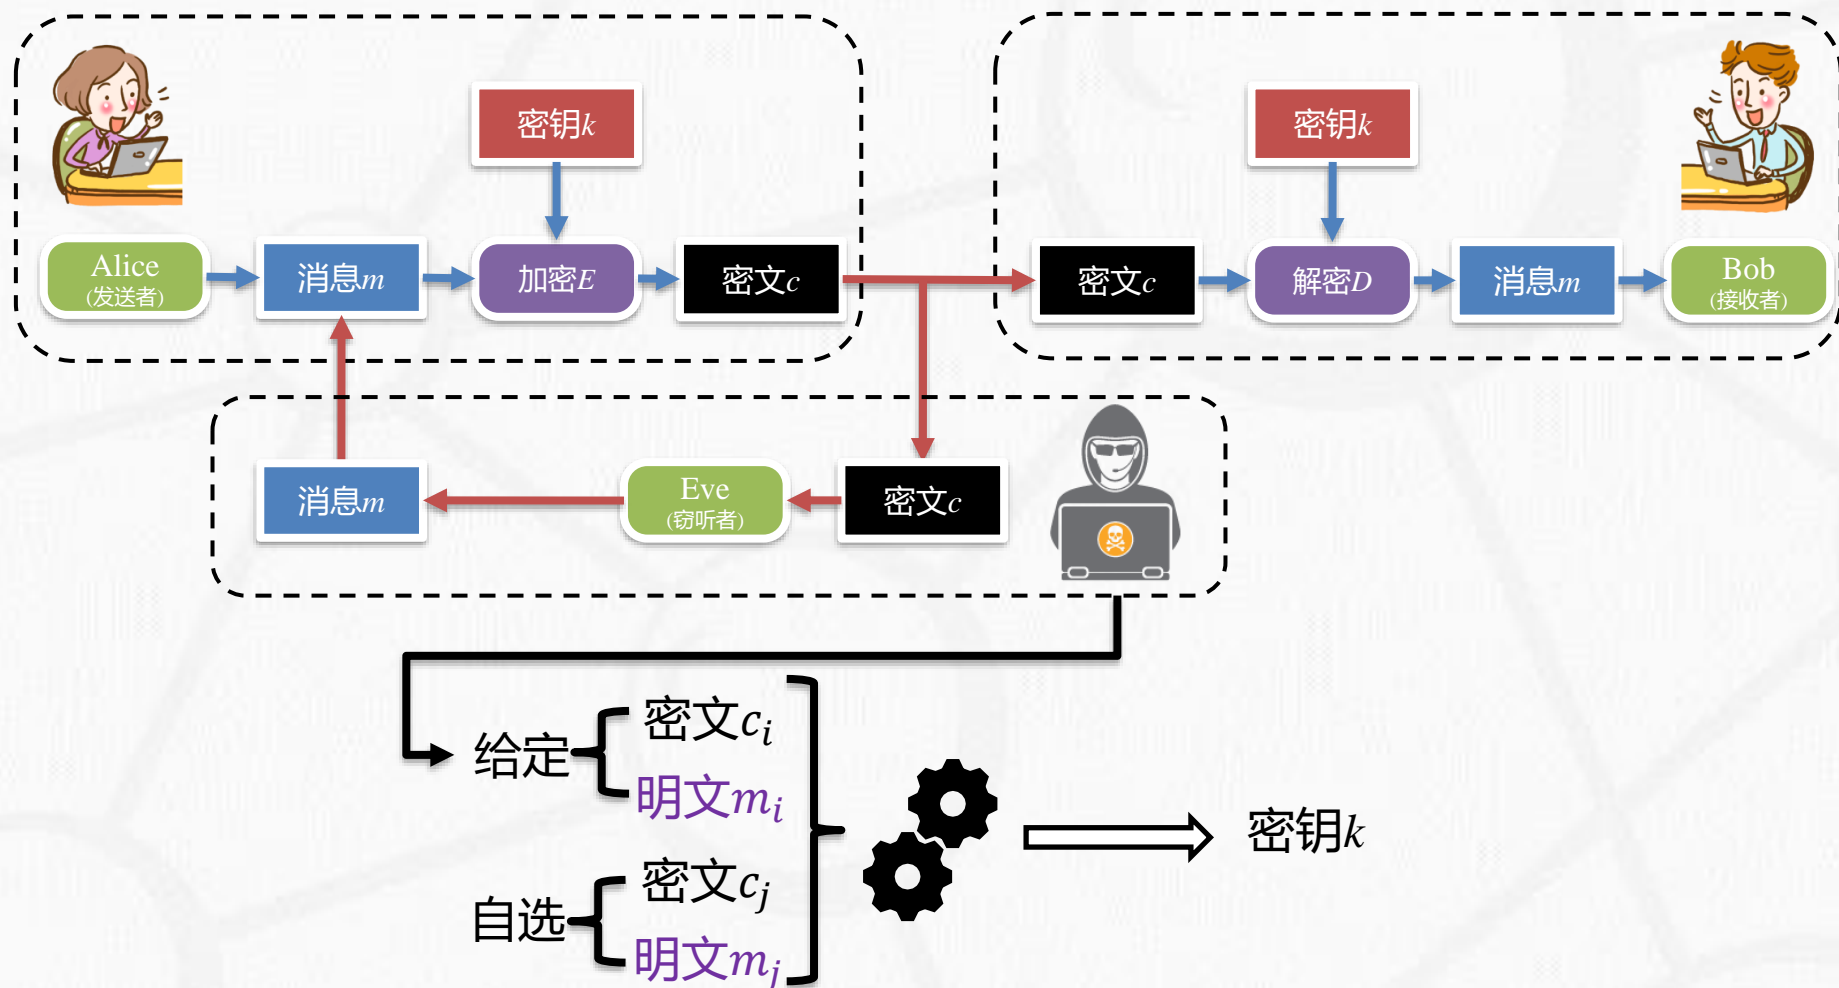 密钥k
密钥k
Alice
(发送者)
消息m
加密E
密文c
密文c
解密D
消息m
Bob
(接收者)
消息m
Eve
(窃听者)
密文c
给定
密文cᵢ
明文mᵢ
自选
密文cⱼ
明文mⱼ
密钥k